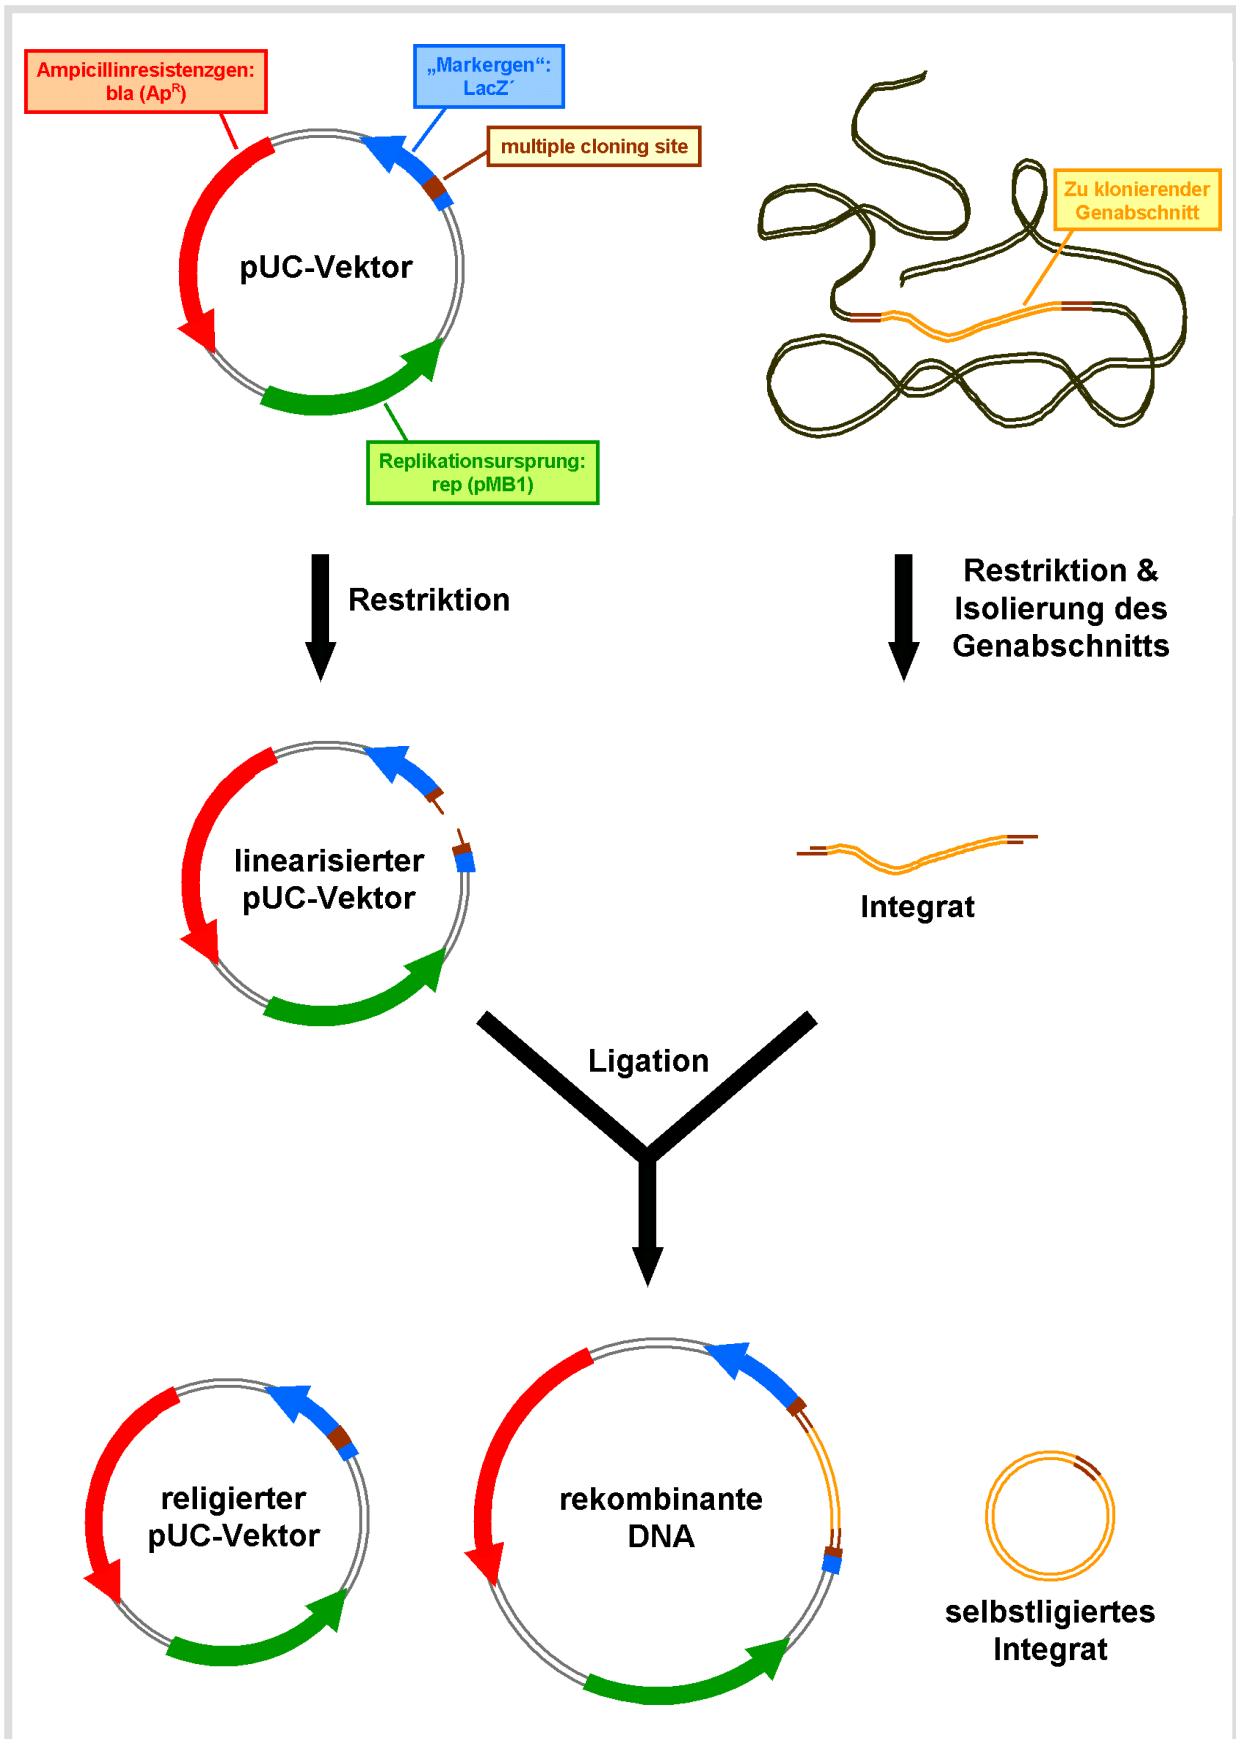 Ampicillinresistenzgen:
bla (Ap^R)
„Markergen“:
LacZ´
multiple cloning site
Zu klonierender
Genabschnitt
pUC-Vektor
Replikationsursprung:
rep (pMB1)
Restriktion
Restriktion &
Isolierung des
Genabschnitts
linearisierter
pUC-Vektor
Integrat
Ligation
religierter
pUC-Vektor
rekombinante
DNA
selbstligiertes
Integrat